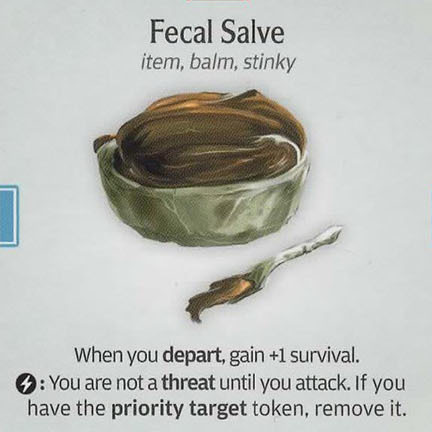 Fecal Salve
item, balm, stinky
When you depart, gain +1 survival.
: You are not a threat until you attack. If you
have the priority target token, remove it.